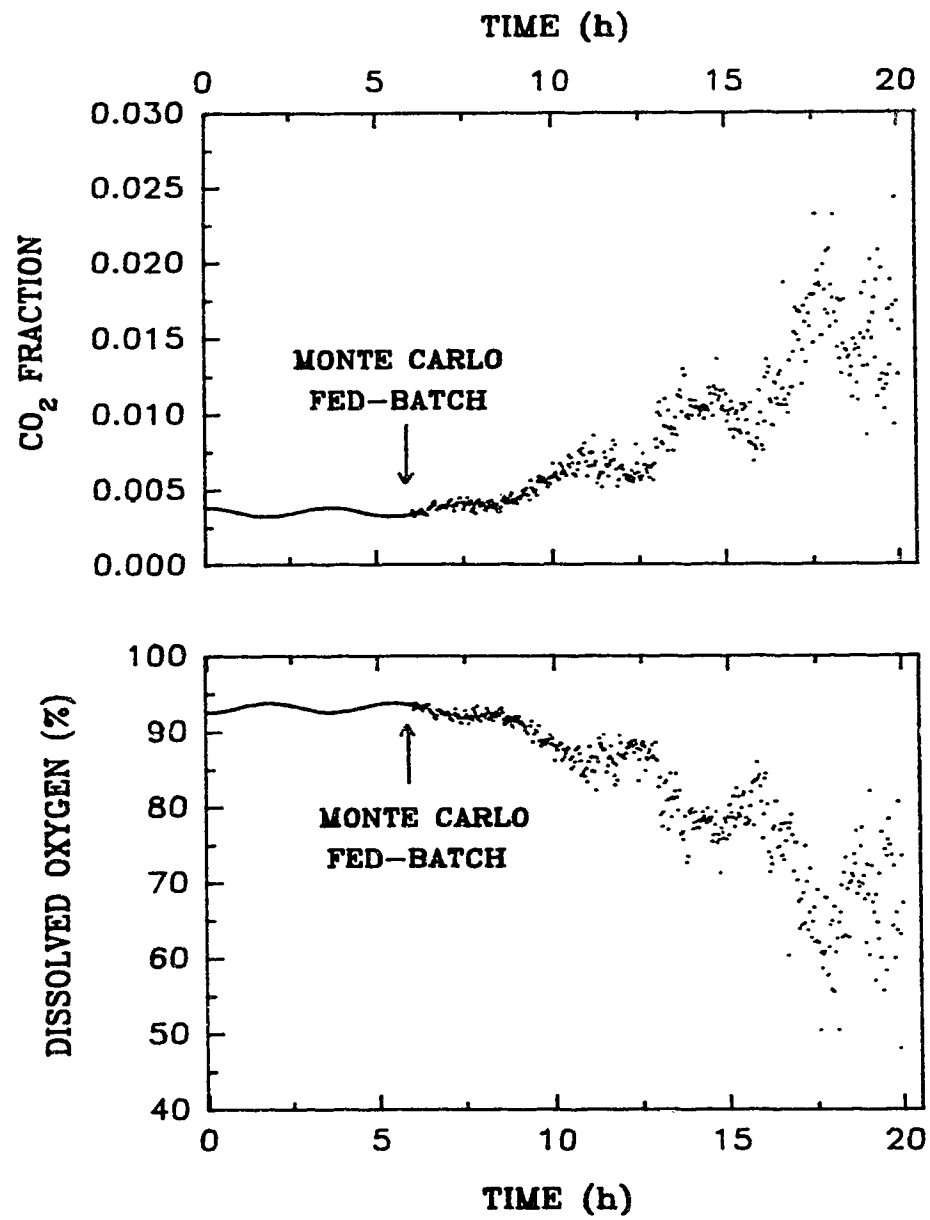 TIME (h)
0 5 10 15 20
0.030
0.025
0.020
0.015
0.010
0.005
0.000
CO2 FRACTION
MONTE CARLO
FED-BATCH
100
90
80
70
60
50
40
DISSOLVED OXYGEN (%)
MONTE CARLO
FED-BATCH
0 5 10 15 20
TIME (h)